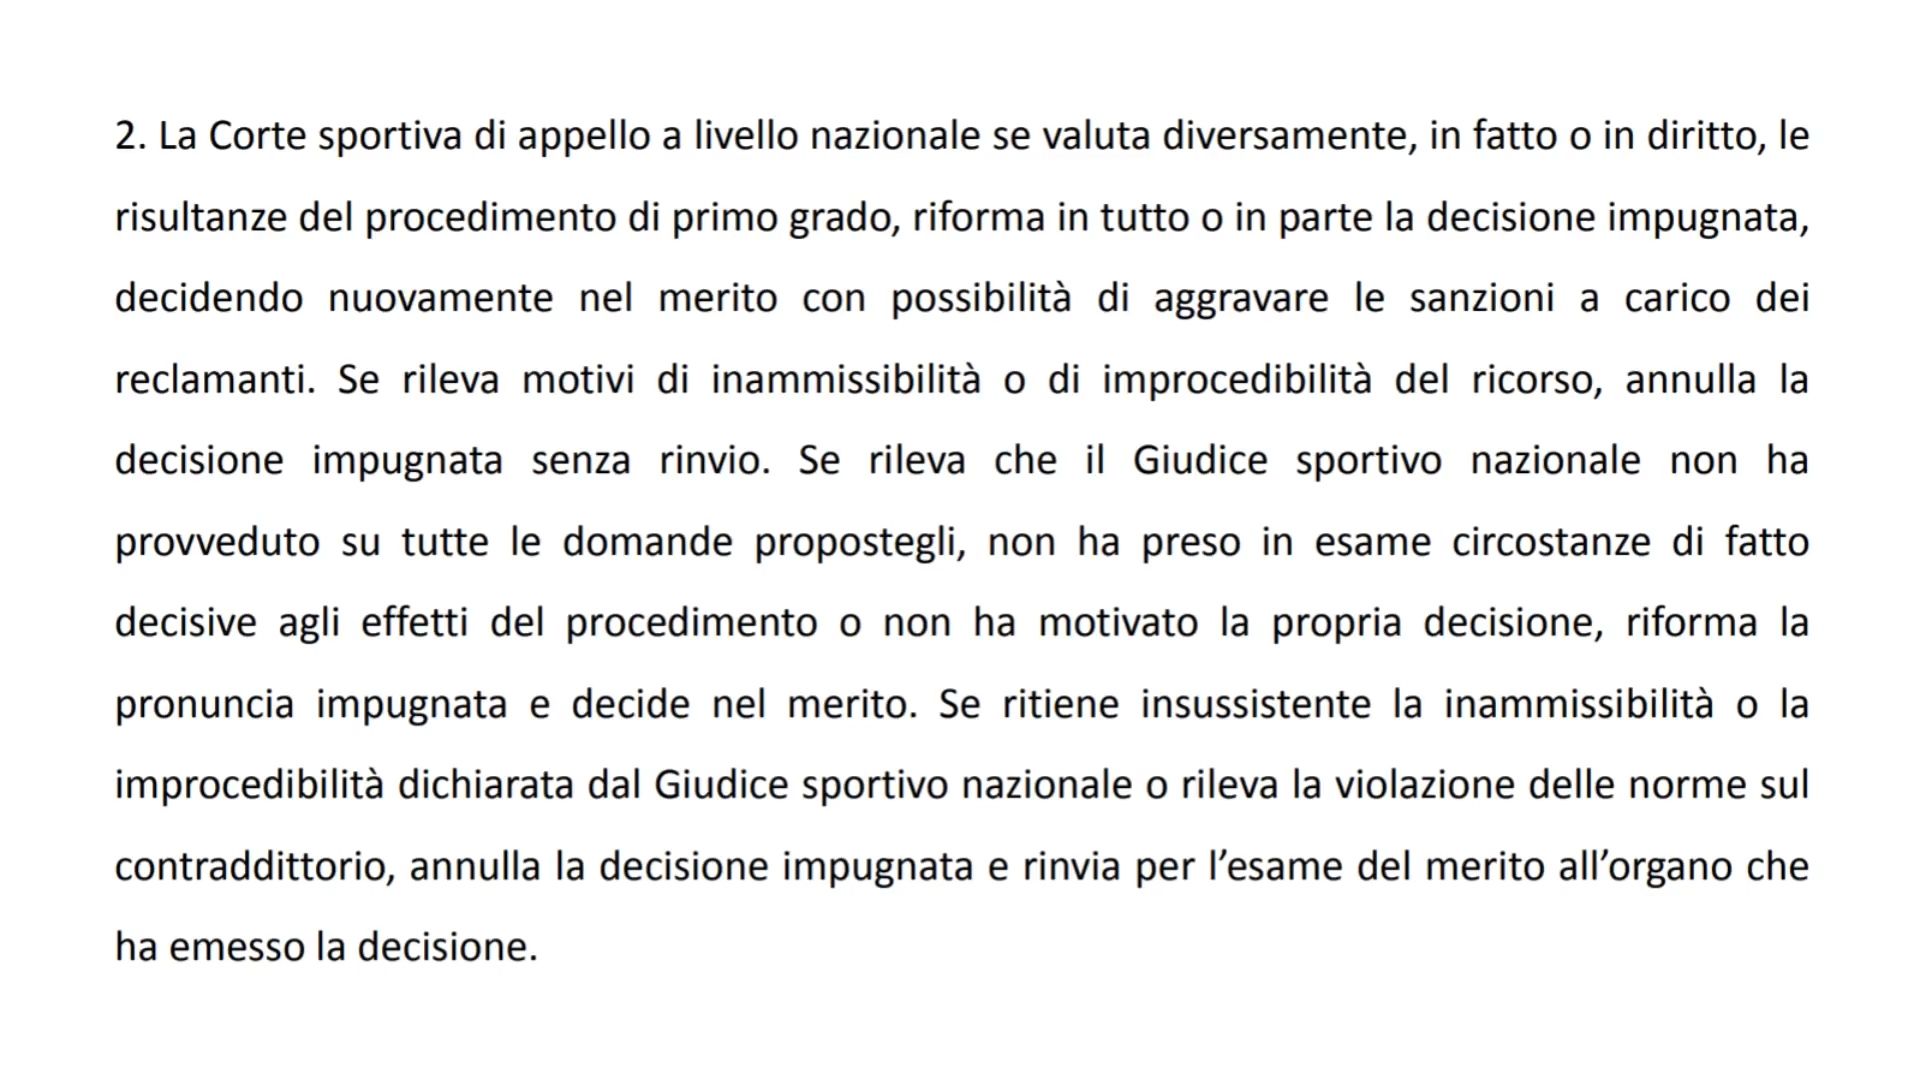 2. La Corte sportiva di appello a livello nazionale se valuta diversamente, in fatto o in diritto, le
risultanze del procedimento di primo grado, riforma in tutto o in parte la decisione impugnata,
decidendo nuovamente nel merito con possibilità di aggravare le sanzioni a carico dei
reclamanti. Se rileva motivi di inammissibilità o di improcedibilità del ricorso, annulla la
decisione impugnata senza rinvio. Se rileva che il Giudice sportivo nazionale non ha
provveduto su tutte le domande propostegli, non ha preso in esame circostanze di fatto
decisive agli effetti del procedimento o non ha motivato la propria decisione, riforma la
pronuncia impugnata e decide nel merito. Se ritiene insussistente la inammissibilità o la
improcedibilità dichiarata dal Giudice sportivo nazionale o rileva la violazione delle norme sul
contraddittorio, annulla la decisione impugnata e rinvia per l’esame del merito all’organo che
ha emesso la decisione.